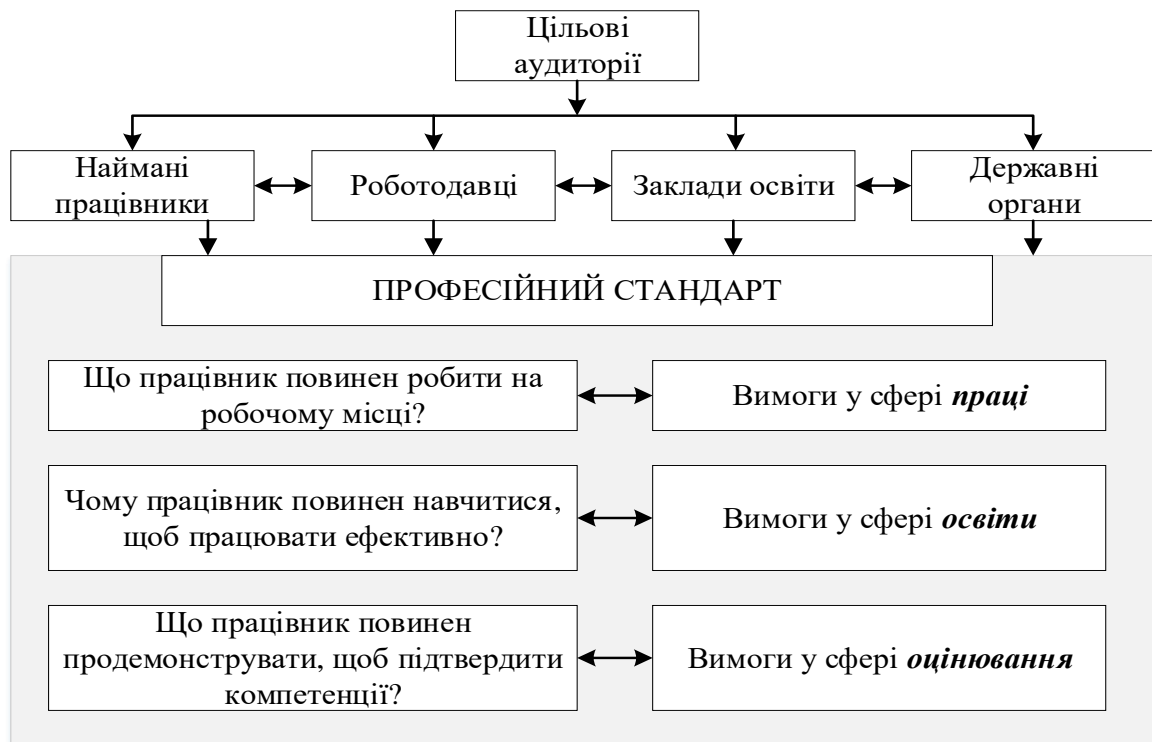 Цільові
аудиторії
Наймані
працівники
Роботодавці
Заклади освіти
Державні
органи
ПРОФЕСІЙНИЙ СТАНДАРТ
Що працівник повинен робити на
робочому місці?
Вимоги у сфері праці
Чому працівник повинен навчитися,
щоб працювати ефективно?
Вимоги у сфері освіти
Що працівник повинен
продемонструвати, щоб підтвердити
компетенції?
Вимоги у сфері оцінювання